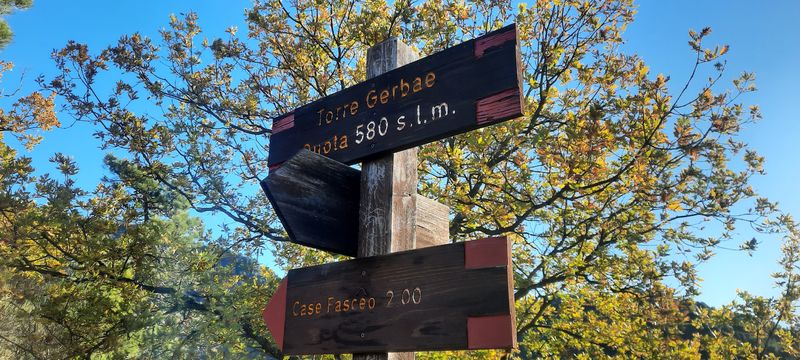 Torre Gerbae
Quota 580 s.l.m.
Case Fasceo 2 00